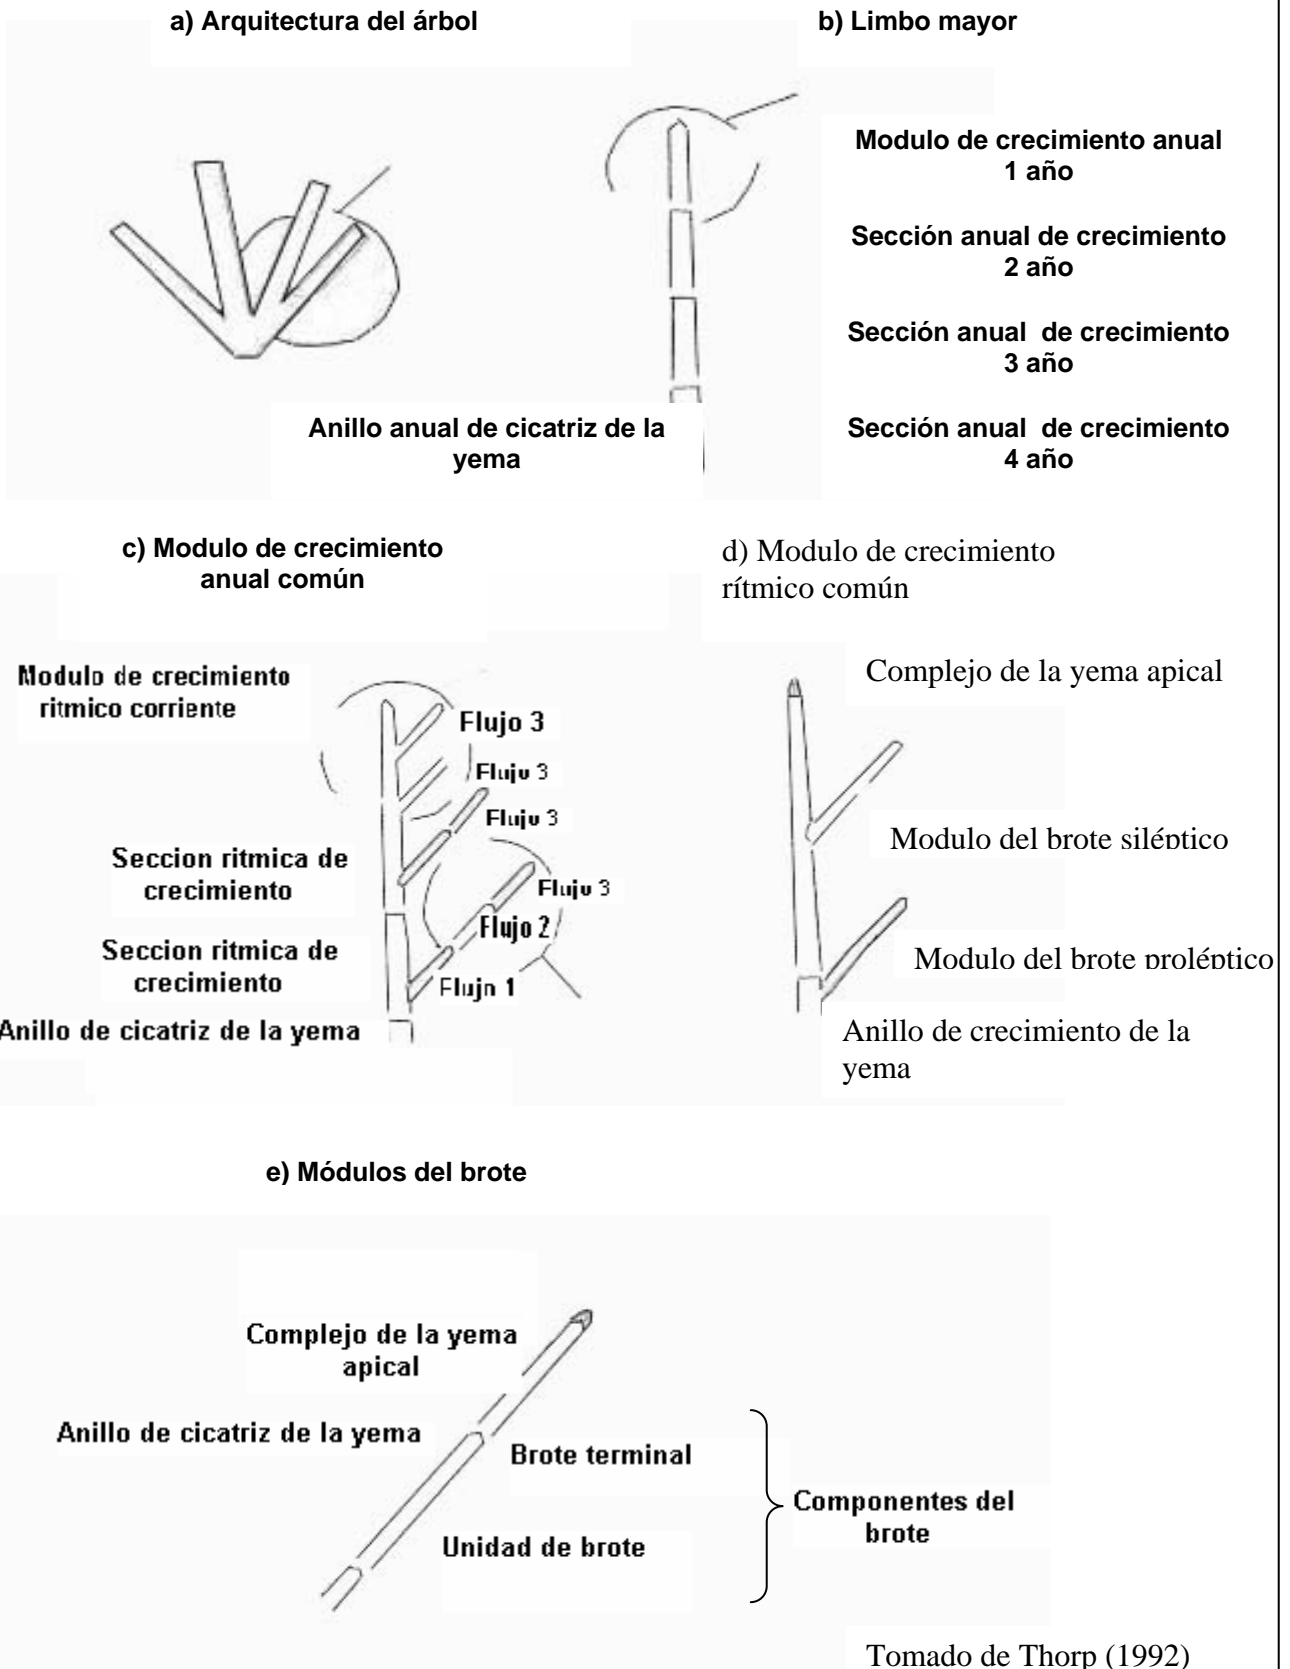 a) Arquitectura del árbol
b) Limbo mayor
Modulo de crecimiento anual
1 año
Sección anual de crecimiento
2 año
Sección anual de crecimiento
3 año
Anillo anual de cicatriz de la
yema
Sección anual de crecimiento
4 año
c) Modulo de crecimiento
anual común
d) Modulo de crecimiento
rítmico común
Modulo de crecimiento
ritmico corriente
Flujo 3
Flujo 3
Flujo 3
Seccion ritmica de
crecimiento
Flujo 3
Flujo 2
Seccion ritmica de
crecimiento
Flujo 1
Anillo de cicatriz de la yema
Complejo de la yema apical
Modulo del brote siléptico
Modulo del brote proléptico
Anillo de crecimiento de la
yema
e) Módulos del brote
Complejo de la yema
apical
Anillo de cicatriz de la yema
Brote terminal
Unidad de brote
Componentes del
brote
Tomado de Thorp (1992)